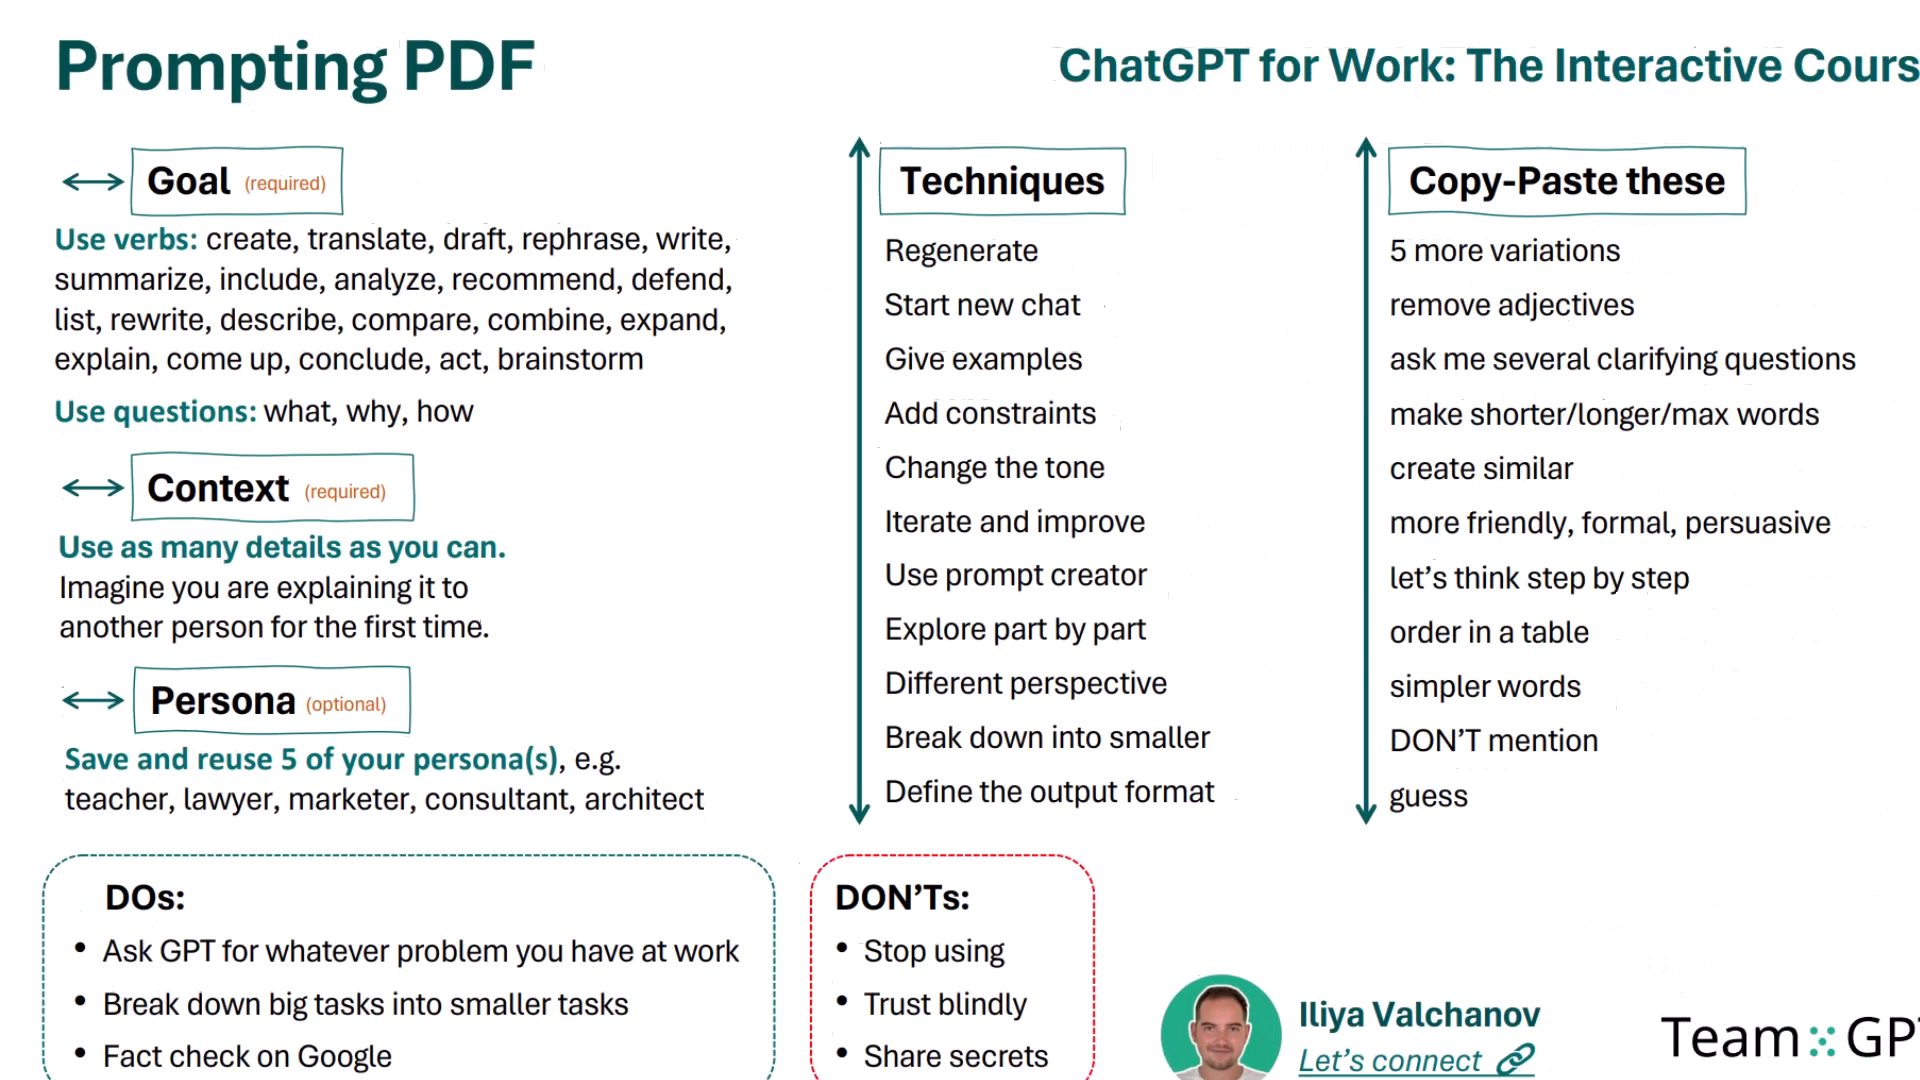 Prompting PDF
ChatGPT for Work: The Interactive Cours
Goal (required)
Use verbs: create, translate, draft, rephrase, write,
summarize, include, analyze, recommend, defend,
list, rewrite, describe, compare, combine, expand,
explain, come up, conclude, act, brainstorm
Use questions: what, why, how
Context (required)
Use as many details as you can.
Imagine you are explaining it to
another person for the first time.
Persona (optional)
Save and reuse 5 of your persona(s), e.g.
teacher, lawyer, marketer, consultant, architect
Techniques
Regenerate
Start new chat
Give examples
Add constraints
Change the tone
Iterate and improve
Use prompt creator
Explore part by part
Different perspective
Break down into smaller
Define the output format
Copy-Paste these
5 more variations
remove adjectives
ask me several clarifying questions
make shorter/longer/max words
create similar
more friendly, formal, persuasive
let’s think step by step
order in a table
simpler words
DON’T mention
guess
DOs:
• Ask GPT for whatever problem you have at work
• Break down big tasks into smaller tasks
• Fact check on Google
DON’Ts:
• Stop using
• Trust blindly
• Share secrets
Iliya Valchanov
Let’s connect
Team GPT